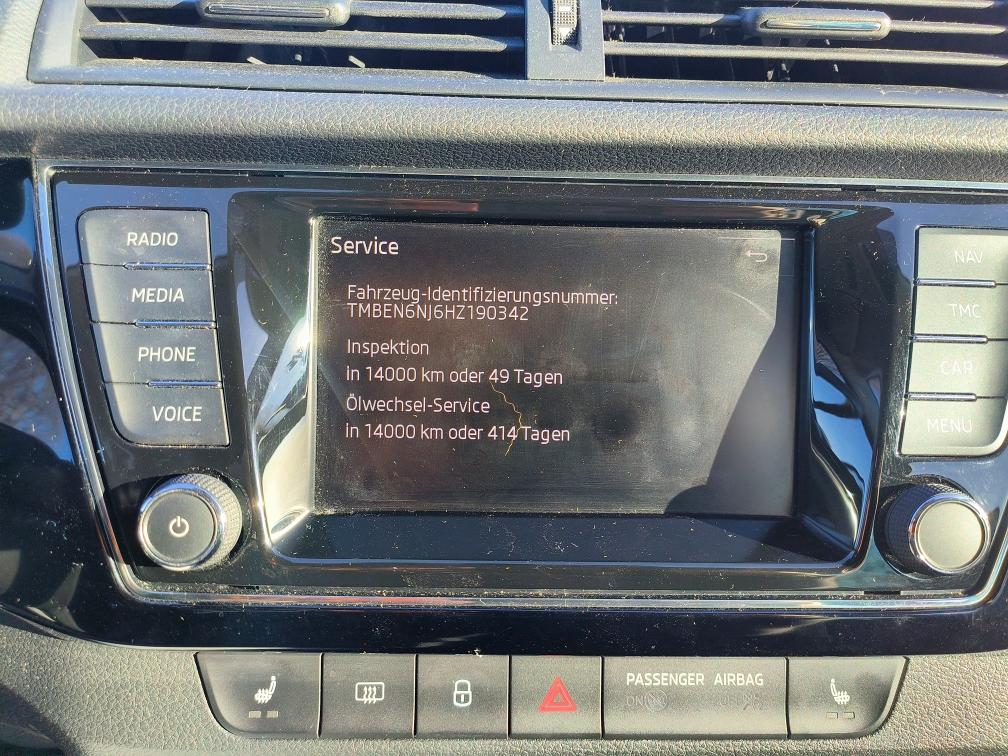 RADIO
MEDIA
PHONE
VOICE
Service
Fahrzeug-Identifizierungsnummer:
TMBEN6NJ6HZ190342
Inspektion
In 14000 km oder 49 Tagen
Ölwechsel-Service
In 14000 km oder 414 Tagen
NAV
TMC
CAR
MENU
PASSENGER AIRBAG
ON